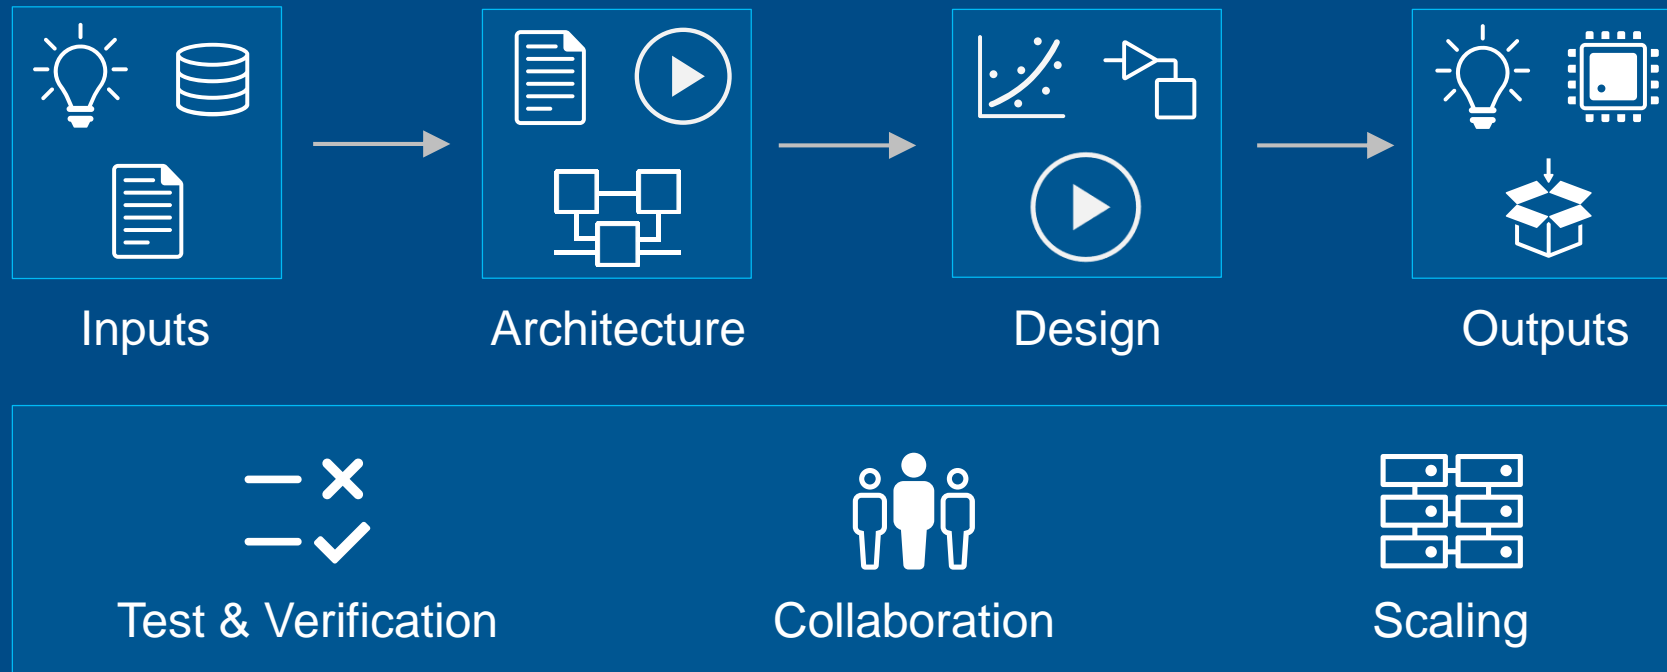 Inputs
Architecture
Design
Outputs
Test & Verification
Collaboration
Scaling